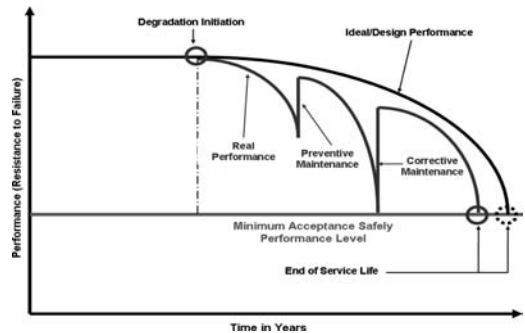 Degradation Initiation
Ideal/Design Performance
Real
Performance
Preventive
Maintenance
Corrective
Maintenance
Minimum Acceptance Safely
Performance Level
End of Service Life
Performance (Resistance to Failure)
Time in Years